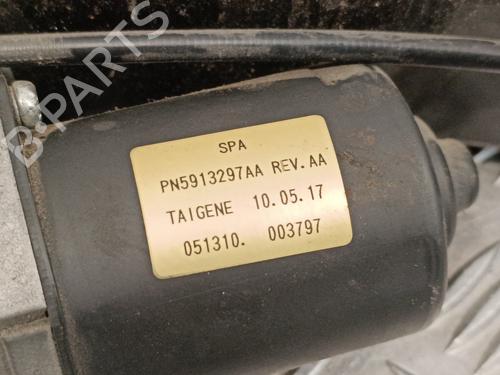 B-Parts
SPA
PN5913297AA REV.AA
TAIGENE 10.05.17
051310. 003797